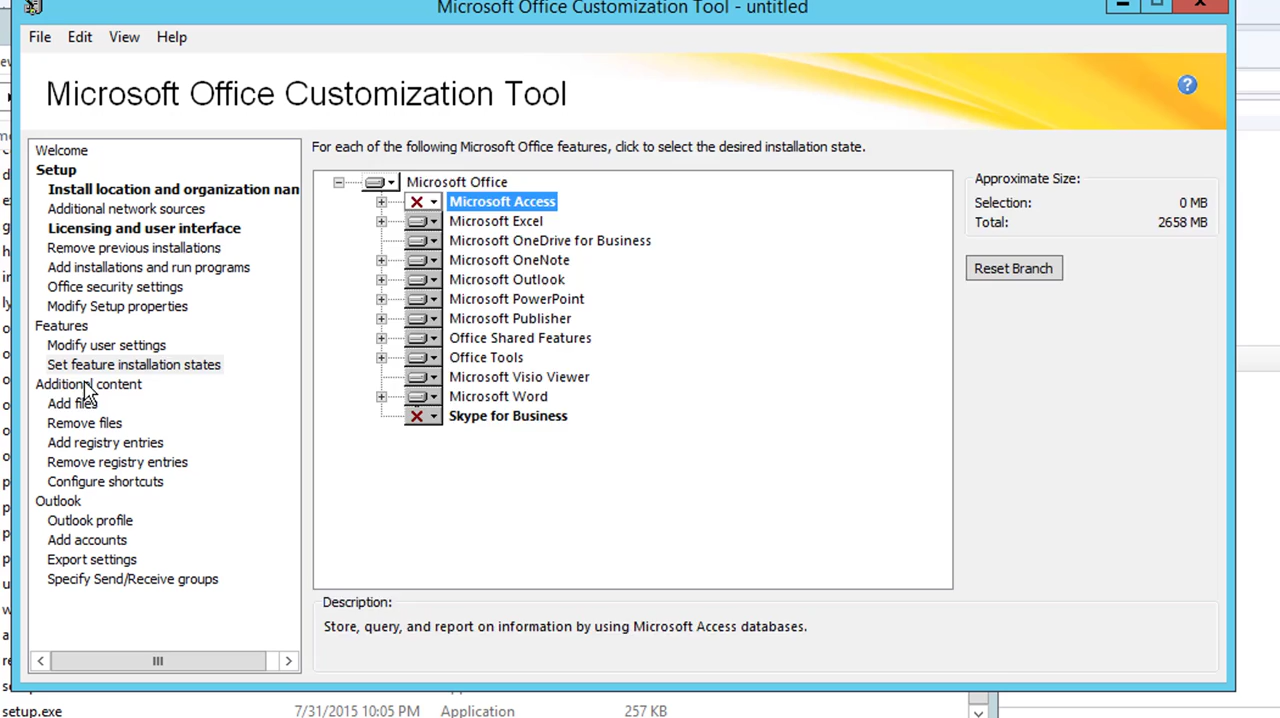 Microsoft Office Customization Tool - untitled
File Edit View Help
Microsoft Office Customization Tool
Welcome
Setup
Install location and organization nan
Additional network sources
Licensing and user interface
Remove previous installations
Add installations and run programs
Office security settings
Modify Setup properties
Features
Modify user settings
Set feature installation states
Additional content
Add files
Remove files
Add registry entries
Remove registry entries
Configure shortcuts
Outlook
Outlook profile
Add accounts
Export settings
Specify Send/Receive groups
For each of the following Microsoft Office features, click to select the desired installation state.
Microsoft Office
Microsoft Access
Microsoft Excel
Microsoft OneDrive for Business
Microsoft OneNote
Microsoft Outlook
Microsoft PowerPoint
Microsoft Publisher
Office Shared Features
Office Tools
Microsoft Visio Viewer
Microsoft Word
Skype for Business
Approximate Size:
Selection: 0 MB
Total: 2658 MB
Reset Branch
Description:
Store, query, and report on information by using Microsoft Access databases.
setup.exe 7/31/2015 10:05 PM Application 257 KB